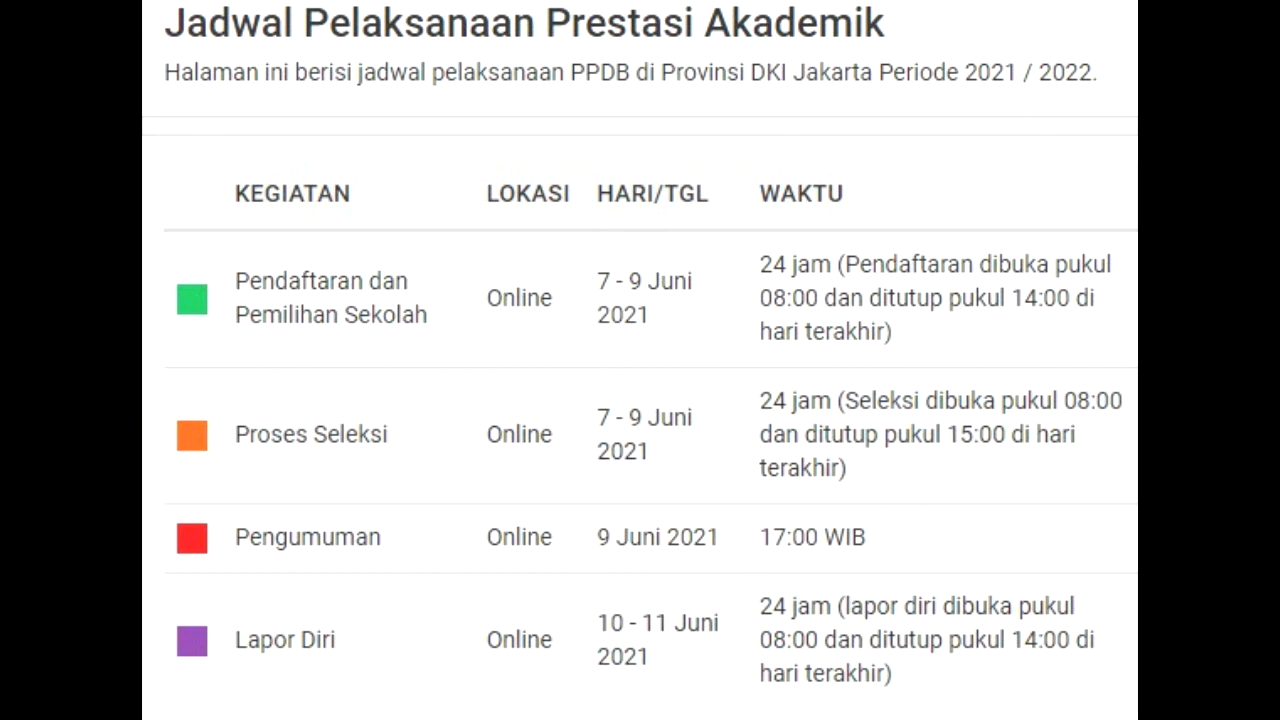 Jadwal Pelaksanaan Prestasi Akademik
Halaman ini berisi jadwal pelaksanaan PPDB di Provinsi DKI Jakarta Periode 2021 / 2022.
KEGIATAN LOKASI HARI/TGL WAKTU
Pendaftaran dan
Pemilihan Sekolah
Online
7 - 9 Juni
2021
24 jam (Pendaftaran dibuka pukul
08:00 dan ditutup pukul 14:00 di
hari terakhir)
Proses Seleksi
Online
7 - 9 Juni
2021
24 jam (Seleksi dibuka pukul 08:00
dan ditutup pukul 15:00 di hari
terakhir)
Pengumuman Online 9 Juni 2021 17:00 WIB
Lapor Diri
Online
10 - 11 Juni
2021
24 jam (lapor diri dibuka pukul
08:00 dan ditutup pukul 14:00 di
hari terakhir)